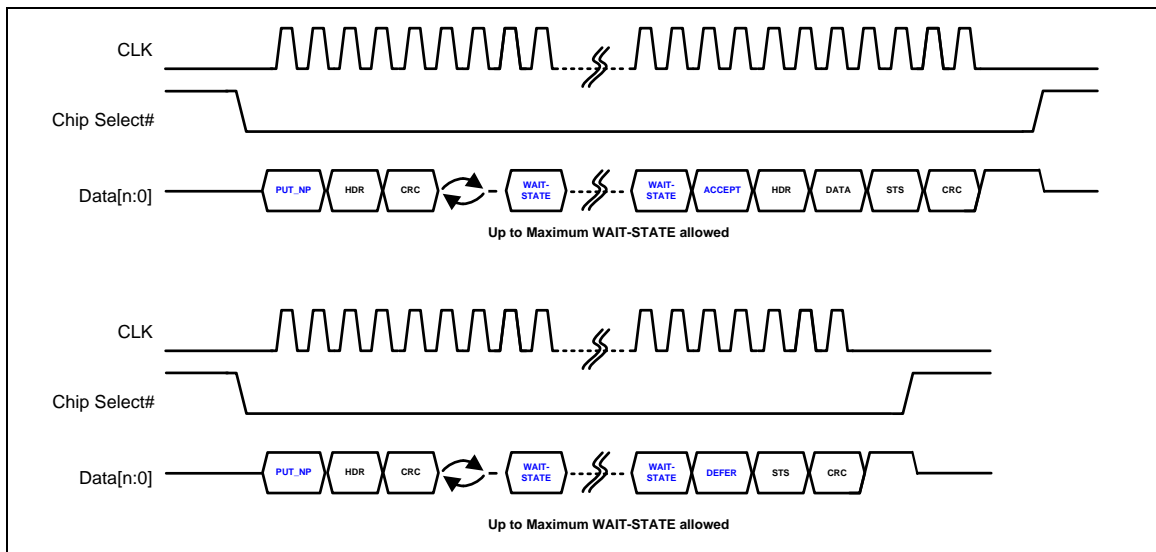 CLK
Chip Select#
Data[n:0]
PUT_NP
HDR
CRC
WAIT-
STATE
WAIT-
STATE
ACCEPT
HDR
DATA
STS
CRC
Up to Maximum WAIT-STATE allowed
CLK
Chip Select#
Data[n:0]
PUT_NP
HDR
CRC
WAIT-
STATE
WAIT-
STATE
DEFER
STS
CRC
Up to Maximum WAIT-STATE allowed